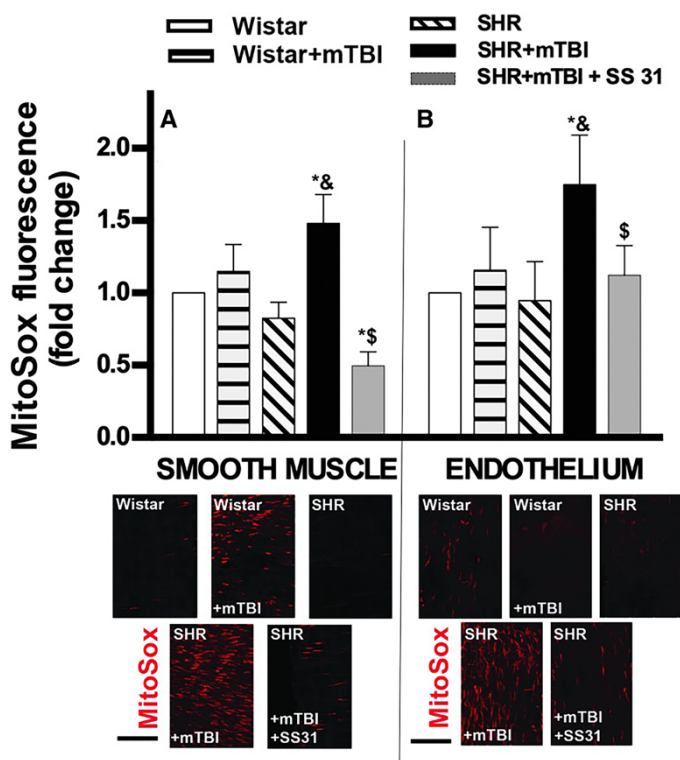 Wistar
Wistar+mTBI
SHR
SHR+mTBI
SHR+mTBI + SS 31
MitoSox fluorescence
(fold change)
2.0
1.5
1.0
0.5
0.0
A
*&
*$
B
*&
$
SMOOTH MUSCLE
ENDOTHELIUM
Wistar
Wistar
+mTBI
SHR
Wistar
Wistar
+mTBI
SHR
MitoSox
SHR
+mTBI
SHR
+mTBI
+SS31
MitoSox
SHR
+mTBI
SHR
+mTBI
+SS31